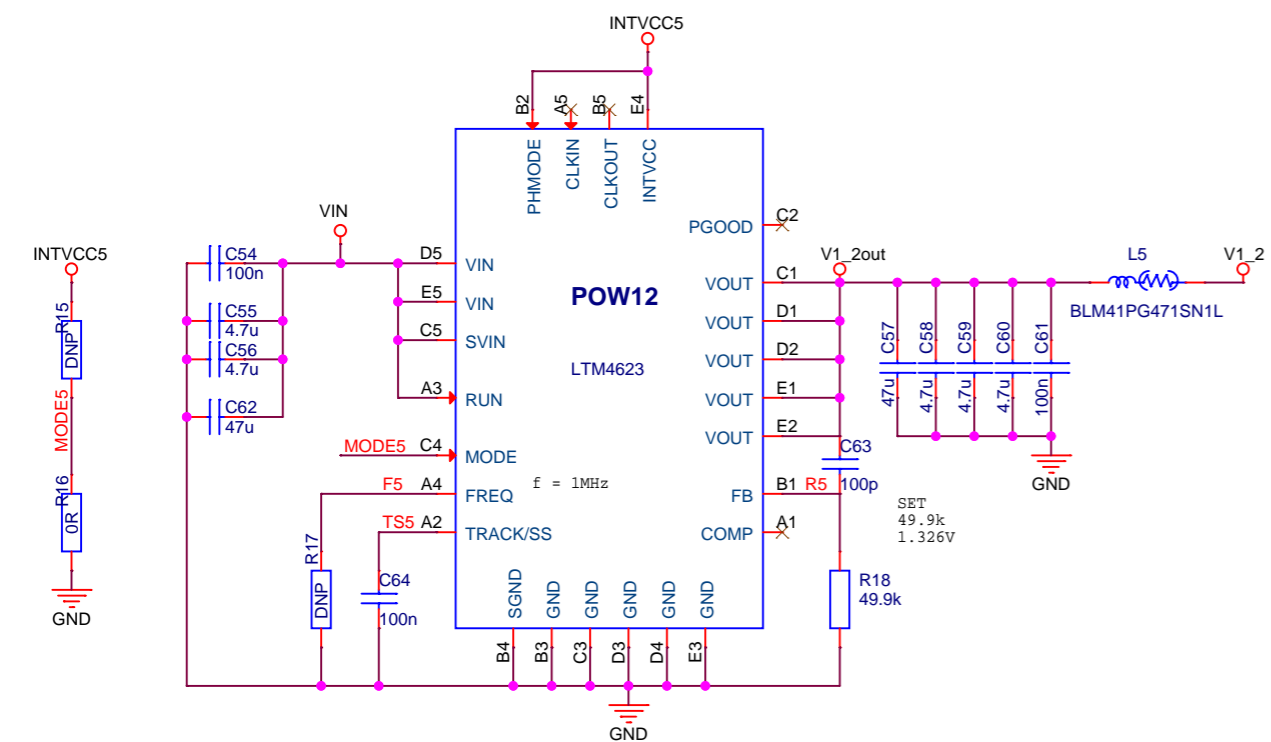 INTVCC5
B2
A5
B5
E4
PHMODE
CLKIN
CLKOUT
INTVCC
VIN
INTVCC5
R15
DNP
MODE5
R16
0R
GND
C54
100n
C55
4.7u
C56
4.7u
C62
47u
D5
VIN
E5
VIN
C5
SVIN
A3
RUN
MODE5
C4
MODE
F5
A4
FREQ
TS5
A2
TRACK/SS
POW12
LTM4623
f = 1MHz
R17
DNP
C64
100n
SGND
GND
GND
GND
GND
GND
B4
B3
C3
D3
D4
E3
GND
PGOOD
C2
VOUT
C1
VOUT
D1
VOUT
D2
VOUT
E1
VOUT
E2
FB
B1
R5
COMP
A1
V1_2out
C57
47u
C58
4.7u
C59
4.7u
C60
4.7u
C61
100n
GND
L5
BLM41PG471SN1L
V1_2
C63
100p
SET
49.9k
1.326V
R18
49.9k